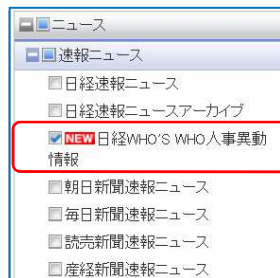 ニュース
速報ニュース
日経速報ニュース
日経速報ニュースアーカイブ
NEW 日経WHO'S WHO人事異動
情報
朝日新聞速報ニュース
毎日新聞速報ニュース
読売新聞速報ニュース
産経新聞速報ニュース